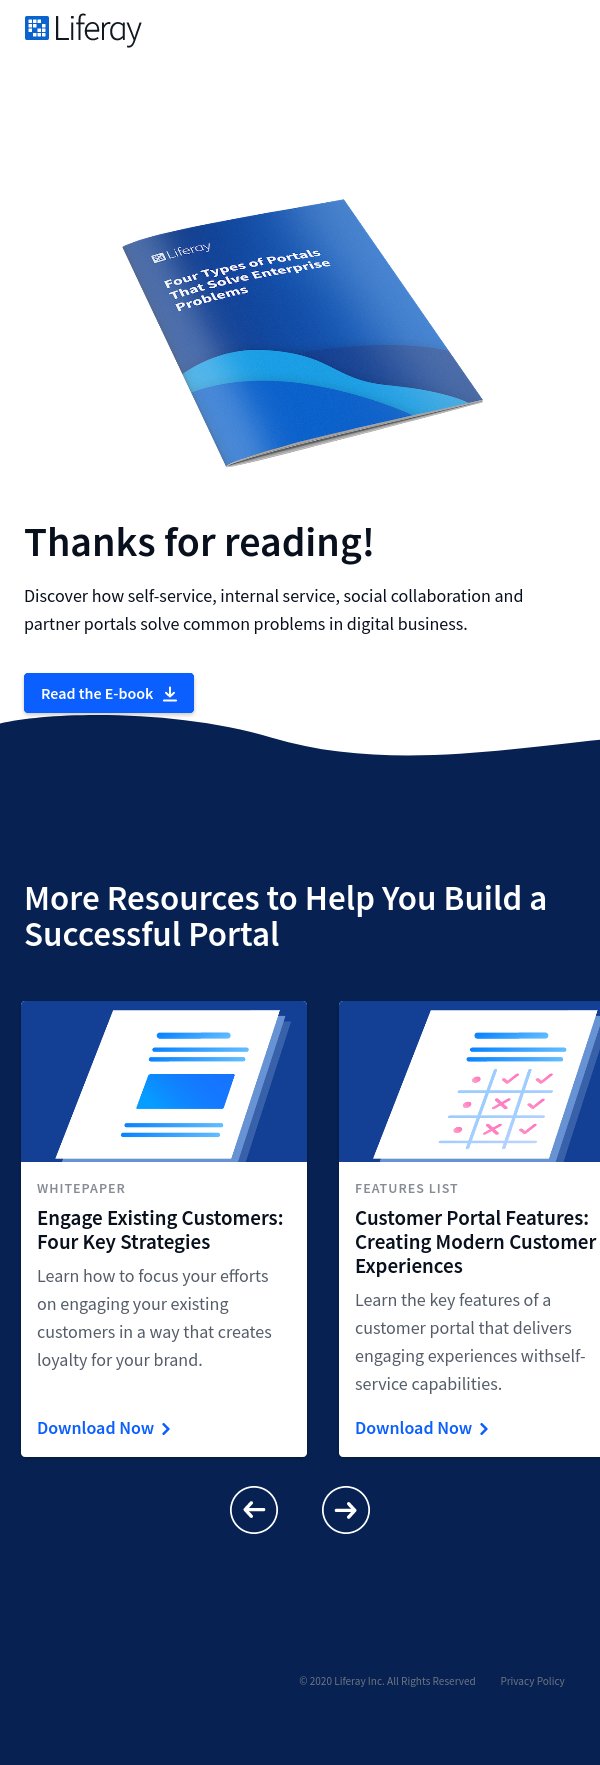 Liferay
Liferay
Four Types of Portals
That Solve Enterprise
Problems
Thanks for reading!
Discover how self-service, internal service, social collaboration and
partner portals solve common problems in digital business.
Read the E-book
More Resources to Help You Build a
Successful Portal
WHITEPAPER
Engage Existing Customers:
Four Key Strategies
Learn how to focus your efforts
on engaging your existing
customers in a way that creates
loyalty for your brand.
Download Now
FEATURES LIST
Customer Portal Features:
Creating Modern Customer
Experiences
Learn the key features of a
customer portal that delivers
engaging experiences withself-
service capabilities.
Download Now
© 2020 Liferay Inc. All Rights Reserved Privacy Policy